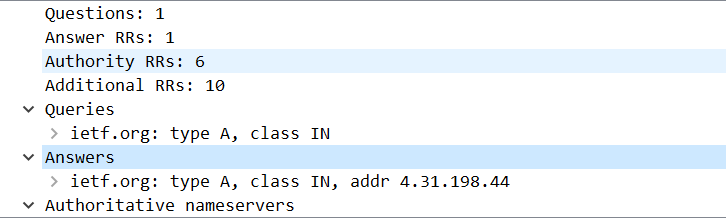 Questions: 1
Answer RRs: 1
Authority RRs: 6
Additional RRs: 10
Queries
ietf.org: type A, class IN
Answers
ietf.org: type A, class IN, addr 4.31.198.44
Authoritative nameservers